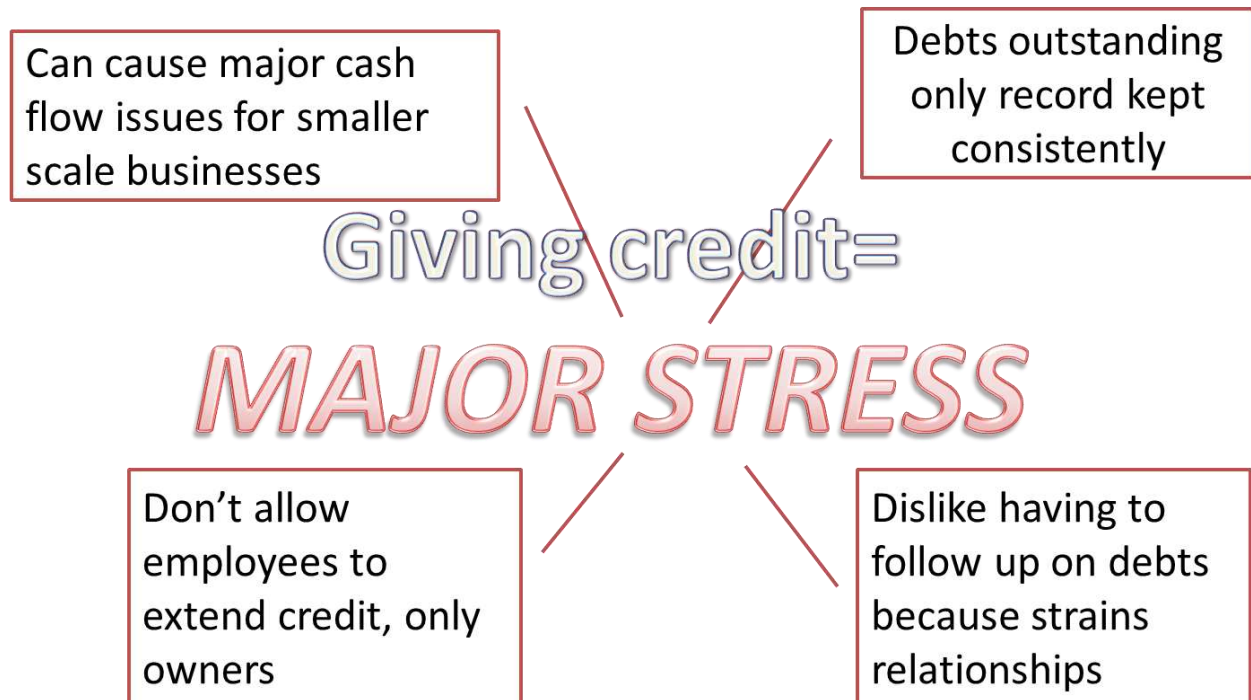 Can cause major cash
flow issues for smaller
scale businesses
Debts outstanding
only record kept
consistently
Giving credit=
MAJOR STRESS
Don’t allow
employees to
extend credit, only
owners
Dislike having to
follow up on debts
because strains
relationships